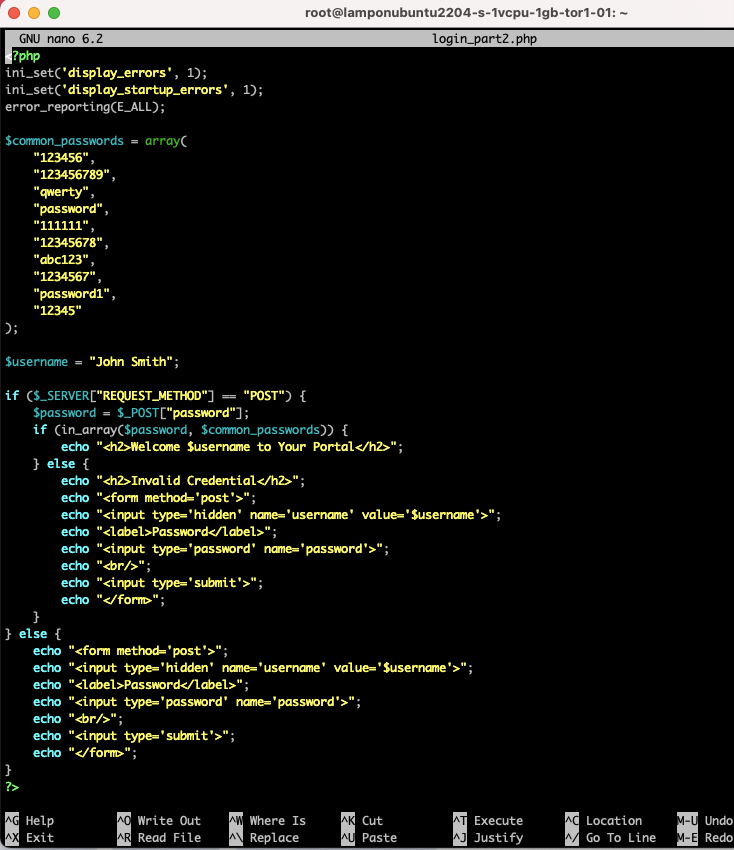 root@lamponubuntu2204-s-1vcpu-1gb-tor1-01: ~
GNU nano 6.2 login_part2.php
<?php
ini_set('display_errors', 1);
ini_set('display_startup_errors', 1);
error_reporting(E_ALL);

$common_passwords = array(
    "123456",
    "123456789",
    "qwerty",
    "password",
    "111111",
    "12345678",
    "abc123",
    "1234567",
    "password1",
    "12345"
);

$username = "John Smith";

if ($_SERVER["REQUEST_METHOD"] == "POST") {
    $password = $_POST["password"];
    if (in_array($password, $common_passwords)) {
        echo "<h2>Welcome $username to Your Portal</h2>";
    } else {
        echo "<h2>Invalid Credential</h2>";
        echo "<form method='post'>";
        echo "<input type='hidden' name='username' value='$username'>";
        echo "<label>Password</label>";
        echo "<input type='password' name='password'>";
        echo "<br/>";
        echo "<input type='submit'>";
        echo "</form>";
    }
} else {
    echo "<form method='post'>";
    echo "<input type='hidden' name='username' value='$username'>";
    echo "<label>Password</label>";
    echo "<input type='password' name='password'>";
    echo "<br/>";
    echo "<input type='submit'>";
    echo "</form>";
}
?>

^G Help ^O Write Out ^W Where Is ^K Cut ^T Execute ^C Location M-U Undo
^X Exit ^R Read File ^\ Replace ^U Paste ^J Justify ^/ Go To Line M-E Redo